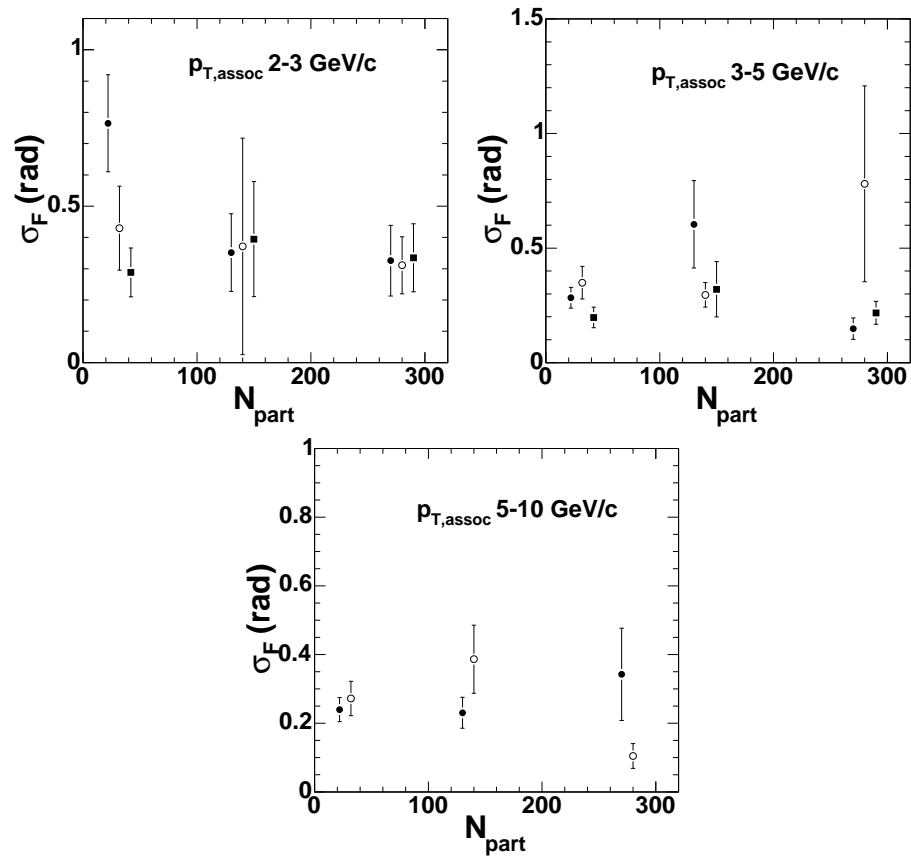 1
0.5
0
p_T,assoc 2-3 GeV/c
σ_F (rad)
0 100 200 300
N_part
1.5
1
0.5
0
p_T,assoc 3-5 GeV/c
σ_F (rad)
0 100 200 300
N_part
1
0.8
0.6
0.4
0.2
0
p_T,assoc 5-10 GeV/c
σ_F (rad)
0 100 200 300
N_part